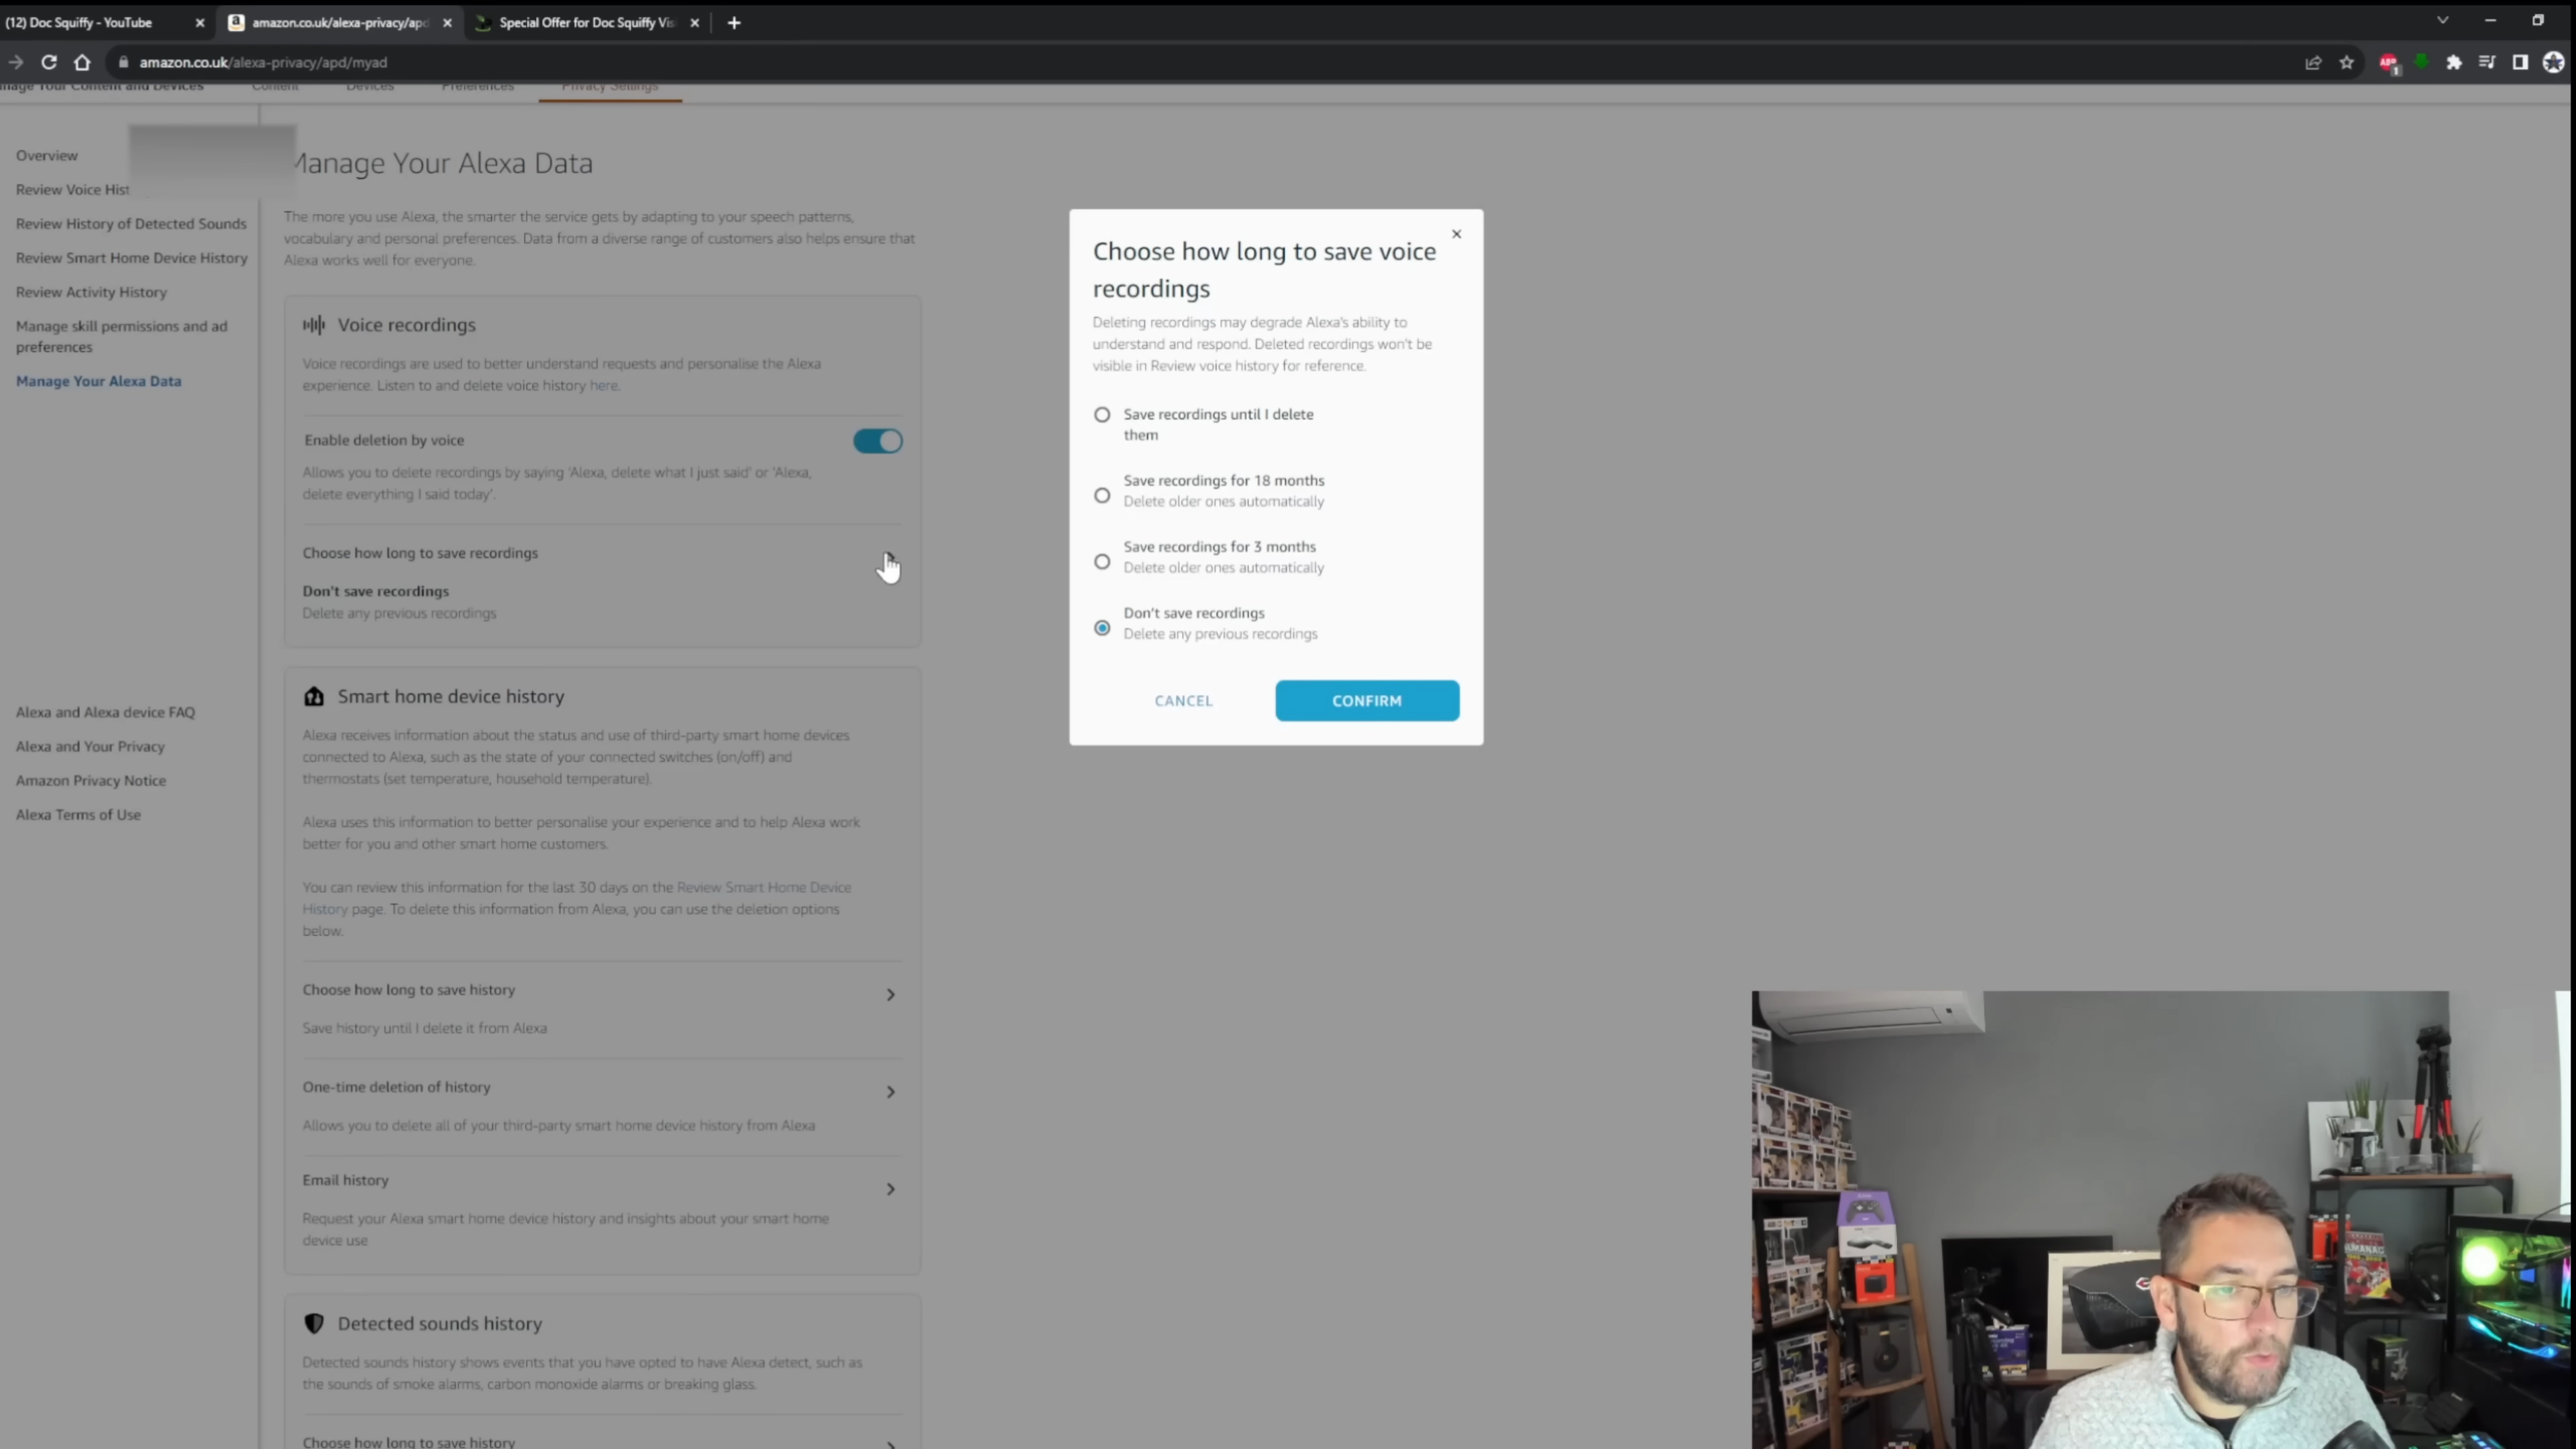 (12) Doc Squiffy - YouTube
amazon.co.uk/alexa-privacy/apd
Special Offer for Doc Squiffy Vis
amazon.co.uk/alexa-privacy/apd/myad
Manage Your Content and Devices
Content
Devices
Preferences
Privacy Settings
Overview
Review Voice Hist
Review History of Detected Sounds
Review Smart Home Device History
Review Activity History
Manage skill permissions and ad
preferences
Manage Your Alexa Data
Alexa and Alexa device FAQ
Alexa and Your Privacy
Amazon Privacy Notice
Alexa Terms of Use
Manage Your Alexa Data
The more you use Alexa, the smarter the service gets by adapting to your speech patterns,
vocabulary and personal preferences. Data from a diverse range of customers also helps ensure that
Alexa works well for everyone.
Voice recordings
Voice recordings are used to better understand requests and personalise the Alexa
experience. Listen to and delete voice history here.
Enable deletion by voice
Allows you to delete recordings by saying 'Alexa, delete what I just said' or 'Alexa,
delete everything I said today'.
Choose how long to save recordings
Don't save recordings
Delete any previous recordings
Smart home device history
Alexa receives information about the status and use of third-party smart home devices
connected to Alexa, such as the state of your connected switches (on/off) and
thermostats (set temperature, household temperature).
Alexa uses this information to better personalise your experience and to help Alexa work
better for you and other smart home customers.
You can review this information for the last 30 days on the Review Smart Home Device
History page. To delete this information from Alexa, you can use the deletion options
below.
Choose how long to save history
Save history until I delete it from Alexa
One-time deletion of history
Allows you to delete all of your third-party smart home device history from Alexa
Email history
Request your Alexa smart home device history and insights about your smart home
device use
Detected sounds history
Detected sounds history shows events that you have opted to have Alexa detect, such as
the sounds of smoke alarms, carbon monoxide alarms or breaking glass.
Choose how long to save history
Choose how long to save voice
recordings
Deleting recordings may degrade Alexa's ability to
understand and respond. Deleted recordings won't be
visible in Review voice history for reference.
Save recordings until I delete
them
Save recordings for 18 months
Delete older ones automatically
Save recordings for 3 months
Delete older ones automatically
Don't save recordings
Delete any previous recordings
CANCEL
CONFIRM